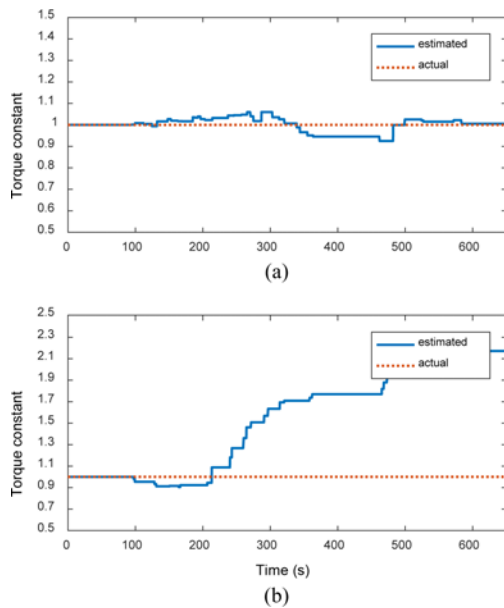 1.5
1.4
1.3
1.2
1.1
1
0.9
0.8
0.7
0.6
0.5
Torque constant
estimated
actual
0 100 200 300 400 500 600
(a)
2.5
2.3
2.1
1.9
1.7
1.5
1.3
1.1
0.9
0.7
0.5
Torque constant
estimated
actual
0 100 200 300 400 500 600
Time (s)
(b)